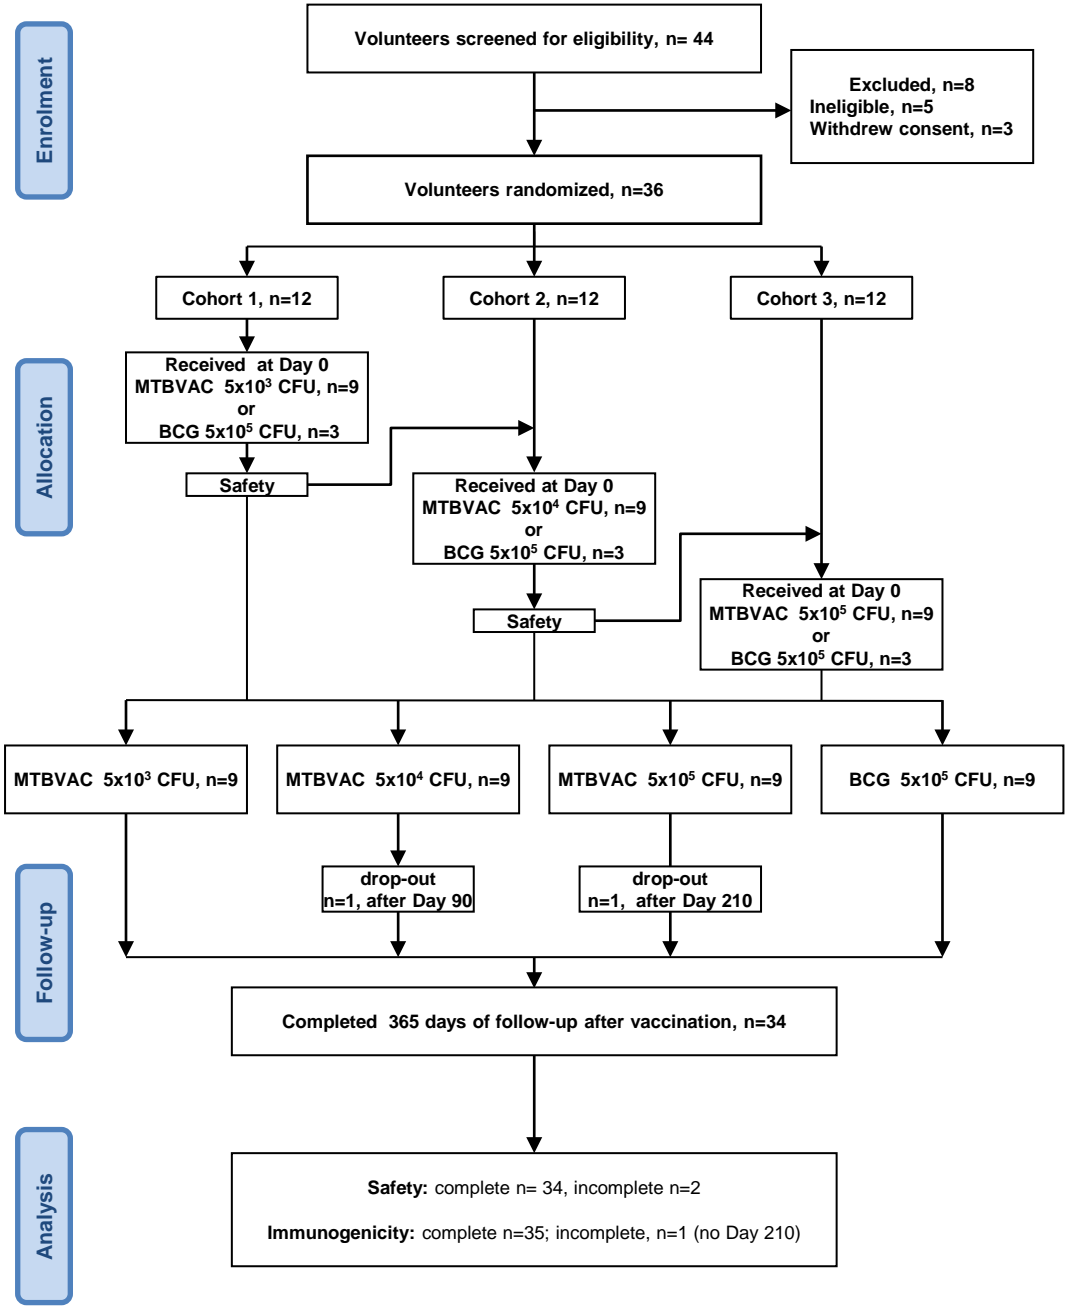 Enrolment
Volunteers screened for eligibility, n= 44
Excluded, n=8
Ineligible, n=5
Withdrew consent, n=3
Volunteers randomized, n=36
Cohort 1, n=12
Cohort 2, n=12
Cohort 3, n=12
Allocation
Received at Day 0
MTBVAC 5x10³ CFU, n=9
or
BCG 5x10⁵ CFU, n=3
Safety
Received at Day 0
MTBVAC 5x10⁴ CFU, n=9
or
BCG 5x10⁵ CFU, n=3
Safety
Received at Day 0
MTBVAC 5x10⁵ CFU, n=9
or
BCG 5x10⁵ CFU, n=3
MTBVAC 5x10³ CFU, n=9
MTBVAC 5x10⁴ CFU, n=9
MTBVAC 5x10⁵ CFU, n=9
BCG 5x10⁵ CFU, n=9
Follow-up
drop-out
n=1, after Day 90
drop-out
n=1, after Day 210
Completed 365 days of follow-up after vaccination, n=34
Analysis
Safety: complete n= 34, incomplete n=2
Immunogenicity: complete n=35; incomplete, n=1 (no Day 210)